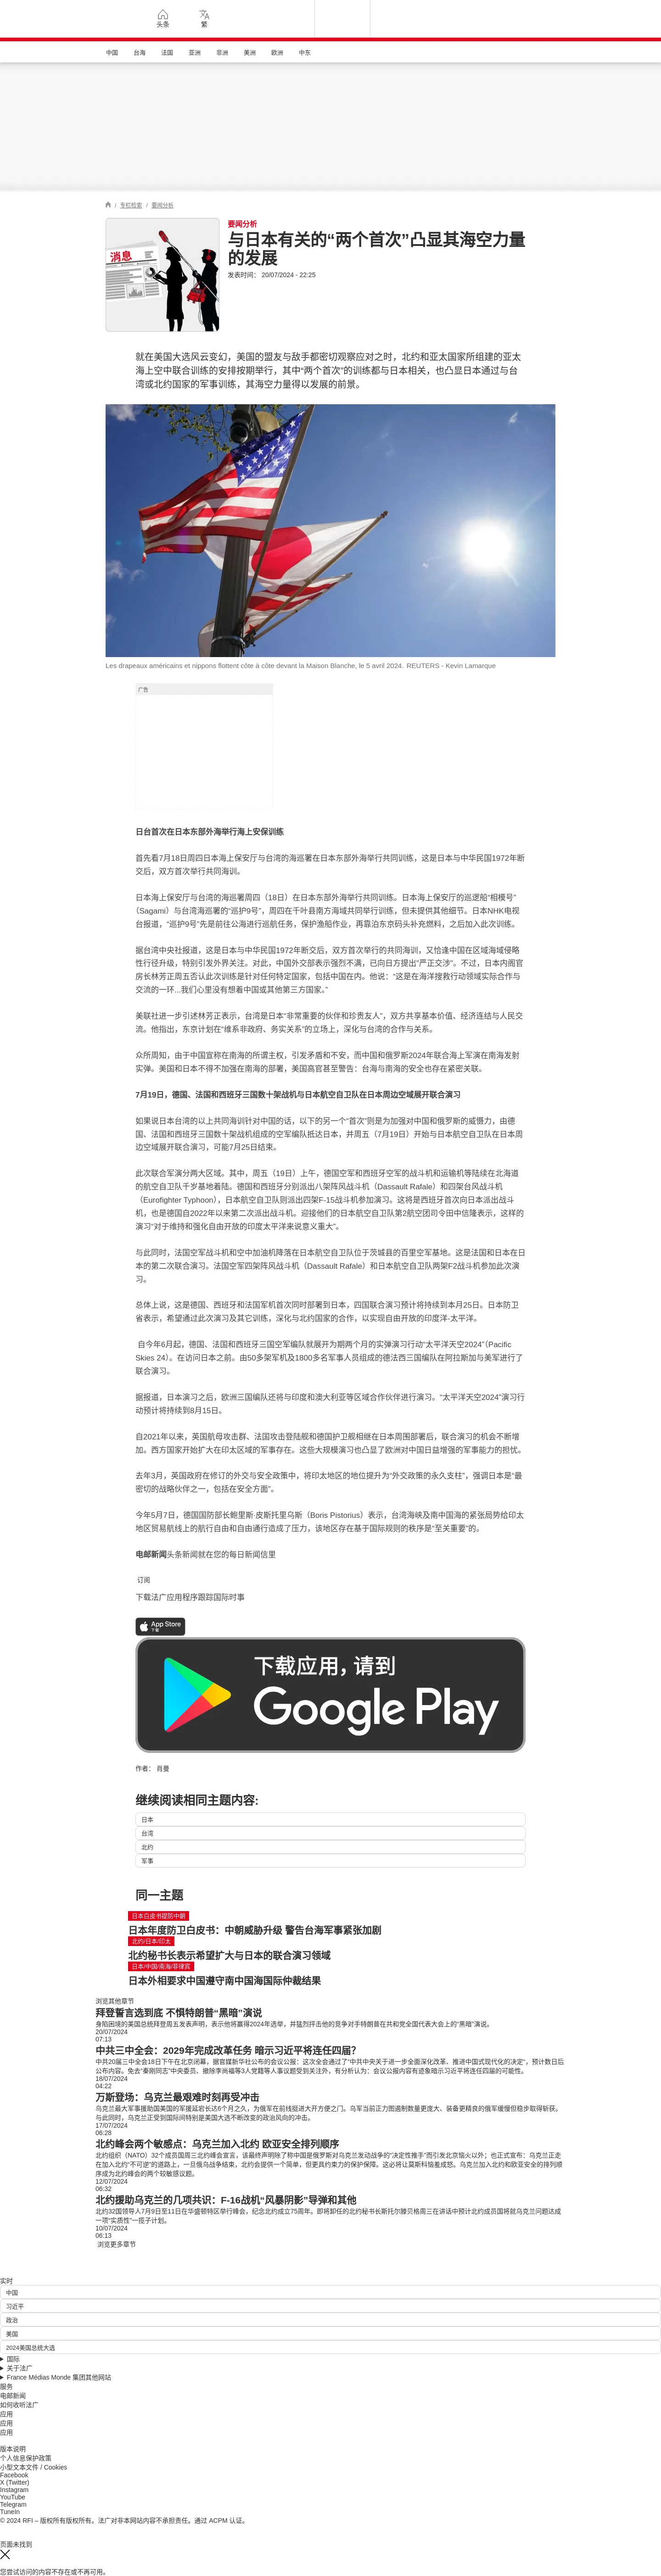 头条
繁
中国
台海
法国
亚洲
非洲
美洲
欧洲
中东
/ 专栏检索 / 要闻分析
消息
要闻分析
与日本有关的“两个首次”凸显其海空力量
的发展
发表时间： 20/07/2024 - 22:25
就在美国大选风云变幻，美国的盟友与敌手都密切观察应对之时，北约和亚太国家所组建的亚太
海上空中联合训练的安排按期举行，其中“两个首次”的训练都与日本相关，也凸显日本通过与台
湾或北约国家的军事训练，其海空力量得以发展的前景。
Les drapeaux américains et nippons flottent côte à côte devant la Maison Blanche, le 5 avril 2024. REUTERS - Kevin Lamarque
广告
日台首次在日本东部外海举行海上安保训练
首先看7月18日周四日本海上保安厅与台湾的海巡署在日本东部外海举行共同训练，这是日本与中华民国1972年断
交后，双方首次举行共同海训。
日本海上保安厅与台湾的海巡署周四（18日）在日本东部外海举行共同训练。日本海上保安厅的巡逻船“相模号”
（Sagami）与台湾海巡署的“巡护9号”，周四在千叶县南方海域共同举行训练，但未提供其他细节。日本NHK电视
台报道，“巡护9号”先是前往公海进行巡航任务，保护渔船作业，再靠泊东京码头补充燃料，之后加入此次训练。
据台湾中央社报道，这是日本与中华民国1972年断交后，双方首次举行的共同海训，又恰逢中国在区域海域侵略
性行径升级，特别引发外界关注。对此，中国外交部表示强烈不满，已向日方提出“严正交涉”。不过，日本内阁官
房长林芳正周五否认此次训练是针对任何特定国家，包括中国在内。他说：“这是在海洋搜救行动领域实际合作与
交流的一环...我们心里没有想着中国或其他第三方国家。”
美联社进一步引述林芳正表示，台湾是日本“非常重要的伙伴和珍贵友人”，双方共享基本价值、经济连结与人民交
流。他指出，东京计划在“维系非政府、务实关系”的立场上，深化与台湾的合作与关系。
众所周知，由于中国宣称在南海的所谓主权，引发矛盾和不安，而中国和俄罗斯2024年联合海上军演在南海发射
实弹。美国和日本不得不加强在南海的部署，美国高官甚至警告：台海与南海的安全也存在紧密关联。
7月19日，德国、法国和西班牙三国数十架战机与日本航空自卫队在日本周边空域展开联合演习
如果说日本台湾的以上共同海训针对中国的话，以下的另一个“首次”则是为加强对中国和俄罗斯的威慑力，由德
国、法国和西班牙三国数十架战机组成的空军编队抵达日本，并周五（7月19日）开始与日本航空自卫队在日本周
边空域展开联合演习，可能7月25日结束。
此次联合军演分两大区域。其中，周五（19日）上午，德国空军和西班牙空军的战斗机和运输机等陆续在北海道
的航空自卫队千岁基地着陆。德国和西班牙分别派出八架阵风战斗机（Dassault Rafale）和四架台风战斗机
（Eurofighter Typhoon），日本航空自卫队则派出四架F-15战斗机参加演习。这将是西班牙首次向日本派出战斗
机，也是德国自2022年以来第二次派出战斗机。迎接他们的日本航空自卫队第2航空团司令田中信隆表示，这样的
演习“对于维持和强化自由开放的印度太平洋来说意义重大”。
与此同时，法国空军战斗机和空中加油机降落在日本航空自卫队位于茨城县的百里空军基地。这是法国和日本在日
本的第二次联合演习。法国空军四架阵风战斗机（Dassault Rafale）和日本航空自卫队两架F2战斗机参加此次演
习。
总体上说，这是德国、西班牙和法国军机首次同时部署到日本，四国联合演习预计将持续到本月25日。日本防卫
省表示，希望通过此次演习及其它训练，深化与北约国家的合作，以实现自由开放的印度洋-太平洋。
自今年6月起，德国、法国和西班牙三国空军编队就展开为期两个月的实弹演习行动“太平洋天空2024”（Pacific
Skies 24）。在访问日本之前。由50多架军机及1800多名军事人员组成的德法西三国编队在阿拉斯加与美军进行了
联合演习。
据报道，日本演习之后，欧洲三国编队还将与印度和澳大利亚等区域合作伙伴进行演习。“太平洋天空2024”演习行
动预计将持续到8月15日。
自2021年以来，英国航母攻击群、法国攻击登陆舰和德国护卫舰相继在日本周围部署后，联合演习的机会不断增
加。西方国家开始扩大在印太区域的军事存在。这些大规模演习也凸显了欧洲对中国日益增强的军事能力的担忧。
去年3月，英国政府在修订的外交与安全政策中，将印太地区的地位提升为“外交政策的永久支柱”，强调日本是“最
密切的战略伙伴之一，包括在安全方面”。
今年5月7日，德国国防部长鲍里斯·皮斯托里乌斯（Boris Pistorius）表示，台湾海峡及南中国海的紧张局势给印太
地区贸易航线上的航行自由和自由通行造成了压力，该地区存在基于国际规则的秩序是“至关重要”的。
电邮新闻头条新闻就在您的每日新闻信里
订阅
下载法广应用程序跟踪国际时事
App Store
下载
下载应用，请到
Google Play
作者： 肖曼
继续阅读相同主题内容:
日本
台湾
北约
军事
同一主题
日本白皮书提防中朝
日本年度防卫白皮书：中朝威胁升级 警告台海军事紧张加剧
北约/日本/印太
北约秘书长表示希望扩大与日本的联合演习领域
日本/中国/南海/菲律宾
日本外相要求中国遵守南中国海国际仲裁结果
浏览其他章节
拜登誓言选到底 不惧特朗普“黑暗”演说
身陷困境的美国总统拜登周五发表声明，表示他将赢得2024年选举，并猛烈抨击他的竞争对手特朗普在共和党全国代表大会上的“黑暗”演说。
20/07/2024
07:13
中共三中全会：2029年完成改革任务 暗示习近平将连任四届？
中共20届三中全会18日下午在北京闭幕，据官媒新华社公布的会议公报：这次全会通过了“中共中央关于进一步全面深化改革、推进中国式现代化的决定”，预计数日后
公布内容。免去“秦刚同志”中央委员、撤除李尚福等3人党籍等人事议题受到关注外，有分析认为：会议公报内容有迹象暗示习近平将连任四届的可能性。
18/07/2024
04:22
万斯登场：乌克兰最艰难时刻再受冲击
乌克兰最大军事援助国美国的军援延宕长达6个月之久，为俄军在前线挺进大开方便之门。乌军当前正力图遏制数量更庞大、装备更精良的俄军缓慢但稳步取得斩获。
与此同时，乌克兰正受到国际间特别是美国大选不断改变的政治风向的冲击。
17/07/2024
06:28
北约峰会两个敏感点：乌克兰加入北约 欧亚安全排列顺序
北约组织（NATO）32个成员国周三北约峰会宣言，该最终声明除了称中国是俄罗斯对乌克兰发动战争的“决定性推手”而引发北京恼火以外；也正式宣布：乌克兰正走
在加入北约“不可逆”的道路上，一旦俄乌战争结束，北约会提供一个简单，但更具约束力的保护保障。这必将让莫斯科恼羞成怒。乌克兰加入北约和欧亚安全的排列顺
序成为北约峰会的两个较敏感议题。
12/07/2024
06:32
北约援助乌克兰的几项共识：F-16战机“风暴阴影”导弹和其他
北约32国领导人7月9日至11日在华盛顿特区举行峰会，纪念北约成立75周年。即将卸任的北约秘书长斯托尔滕贝格周三在讲话中预计北约成员国将就乌克兰问题达成
一项“实质性”一揽子计划。
10/07/2024
06:13
浏览更多章节
实时
中国
习近平
政治
美国
2024美国总统大选
国际
关于法广
France Médias Monde 集团其他网站
服务
电邮新闻
如何收听法广
应用
应用
应用
版本说明
个人信息保护政策
小型文本文件 / Cookies
Facebook
X (Twitter)
Instagram
YouTube
Telegram
TuneIn
© 2024 RFI – 版权所有版权所有。法广对非本网站内容不承担责任。通过 ACPM 认证。
页面未找到
您尝试访问的内容不存在或不再可用。